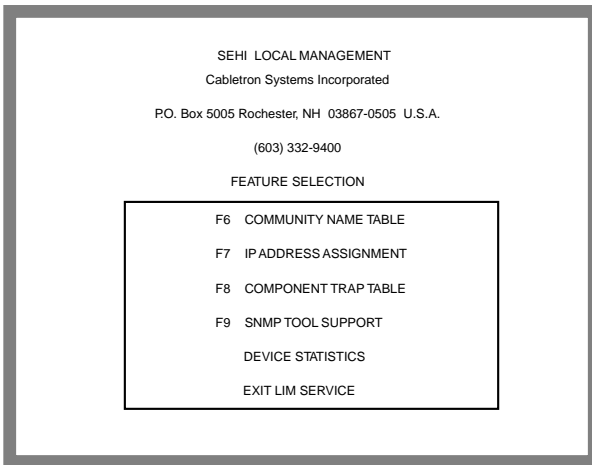 SEHI LOCAL MANAGEMENT
Cabletron Systems Incorporated
P.O. Box 5005 Rochester, NH 03867-0505 U.S.A.
(603) 332-9400
FEATURE SELECTION
F6 COMMUNITY NAME TABLE
F7 IP ADDRESS ASSIGNMENT
F8 COMPONENT TRAP TABLE
F9 SNMP TOOL SUPPORT
DEVICE STATISTICS
EXIT LIM SERVICE